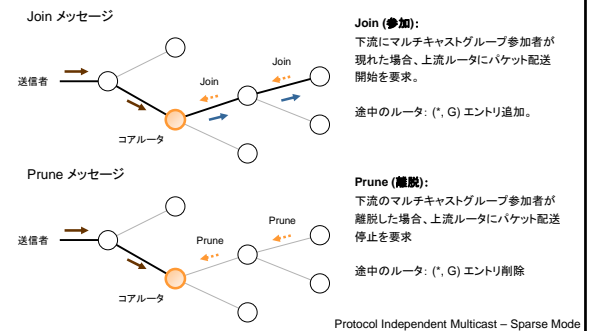 Join メッセージ
Join (参加):
下流にマルチキャストグループ参加者が
現れた場合、上流ルータにパケット配送
開始を要求。
途中のルータ: (*, G) エントリ追加。
送信者
Join
Join
コアルータ
Prune メッセージ
Prune (離脱):
下流のマルチキャストグループ参加者が
離脱した場合、上流ルータにパケット配送
停止を要求
途中のルータ: (*, G) エントリ削除
送信者
Prune
Prune
コアルータ
Protocol Independent Multicast – Sparse Mode